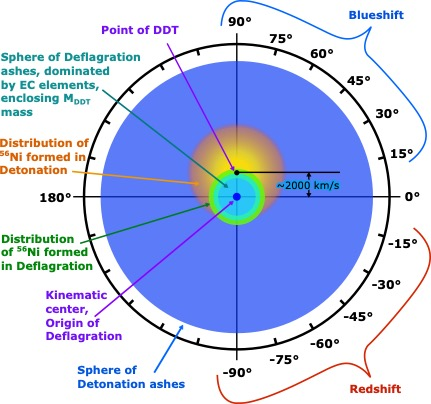 90°
Blueshift
Point of DDT
75°
60°
Sphere of Deflagration
ashes, dominated
by EC elements,
enclosing MDDT
mass
45°
30°
Distribution of
56Ni formed in
Detonation
15°
~2000 km/s
180°
0°
Distribution
of 56Ni formed
in Deflagration
-15°
-30°
Kinematic
center,
Origin of
Deflagration
-45°
-60°
Sphere of
Detonation ashes
-75°
-90°
Redshift